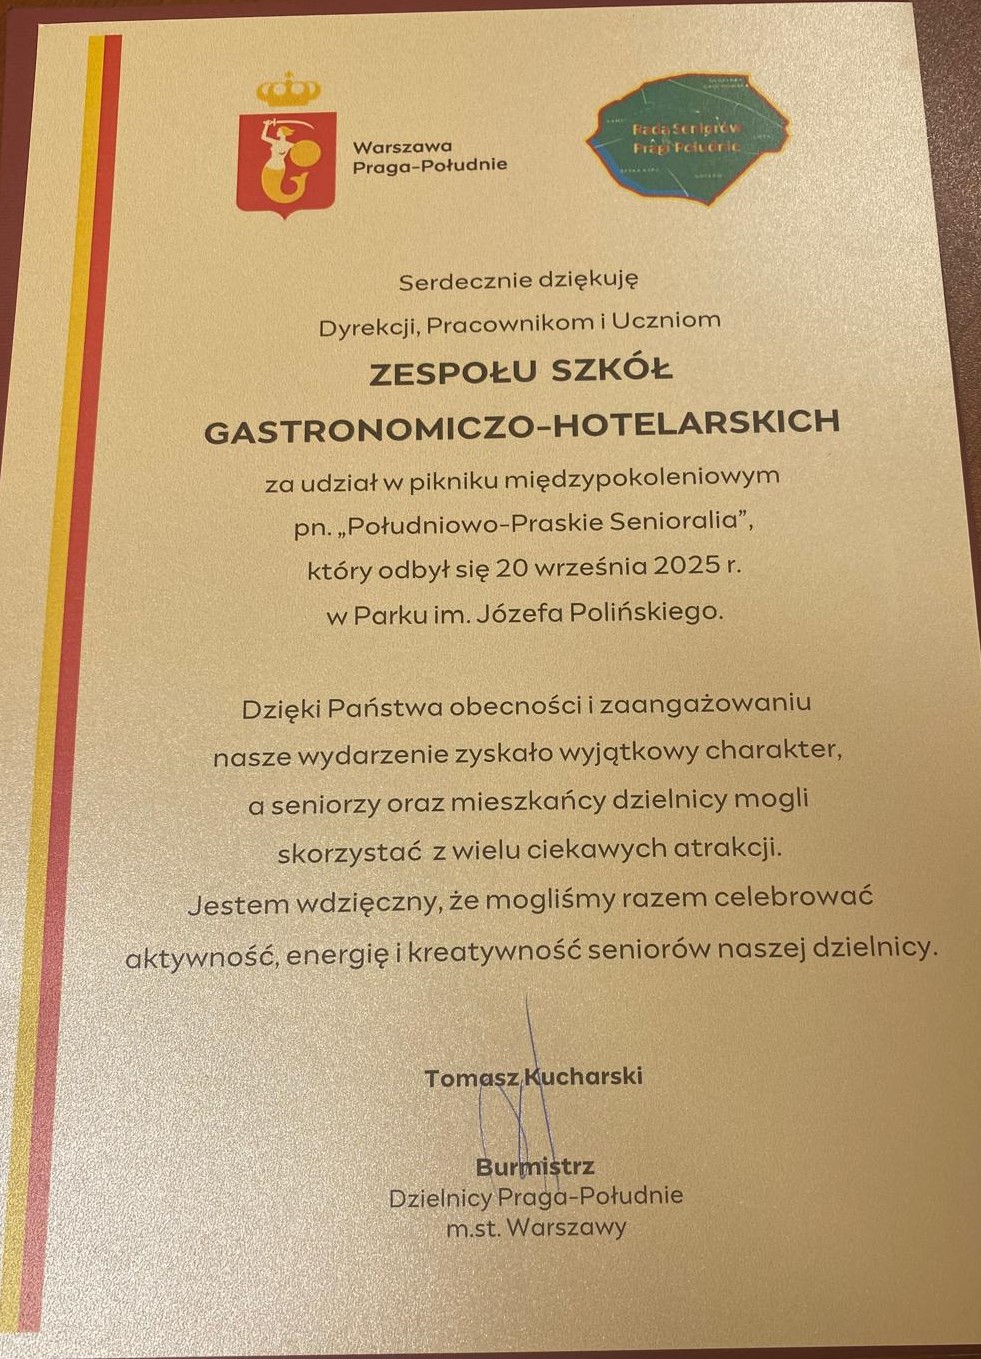 Warszawa
Praga-Południe
Rada Seniorów
Pragi Południe
Serdecznie dziękuję
Dyrekcji, Pracownikom i Uczniom
ZESPOŁU SZKÓŁ
GASTRONOMICZO-HOTELARSKICH
za udział w pikniku międzypokoleniowym
pn. „Południowo-Praskie Senioralia”,
który odbył się 20 września 2025 r.
w Parku im. Józefa Polińskiego.
Dzięki Państwa obecności i zaangażowaniu
nasze wydarzenie zyskało wyjątkowy charakter,
a seniorzy oraz mieszkańcy dzielnicy mogli
skorzystać z wielu ciekawych atrakcji.
Jestem wdzięczny, że mogliśmy razem celebrować
aktywność, energię i kreatywność seniorów naszej dzielnicy.
Tomasz Kucharski
Burmistrz
Dzielnicy Praga-Południe
m.st. Warszawy